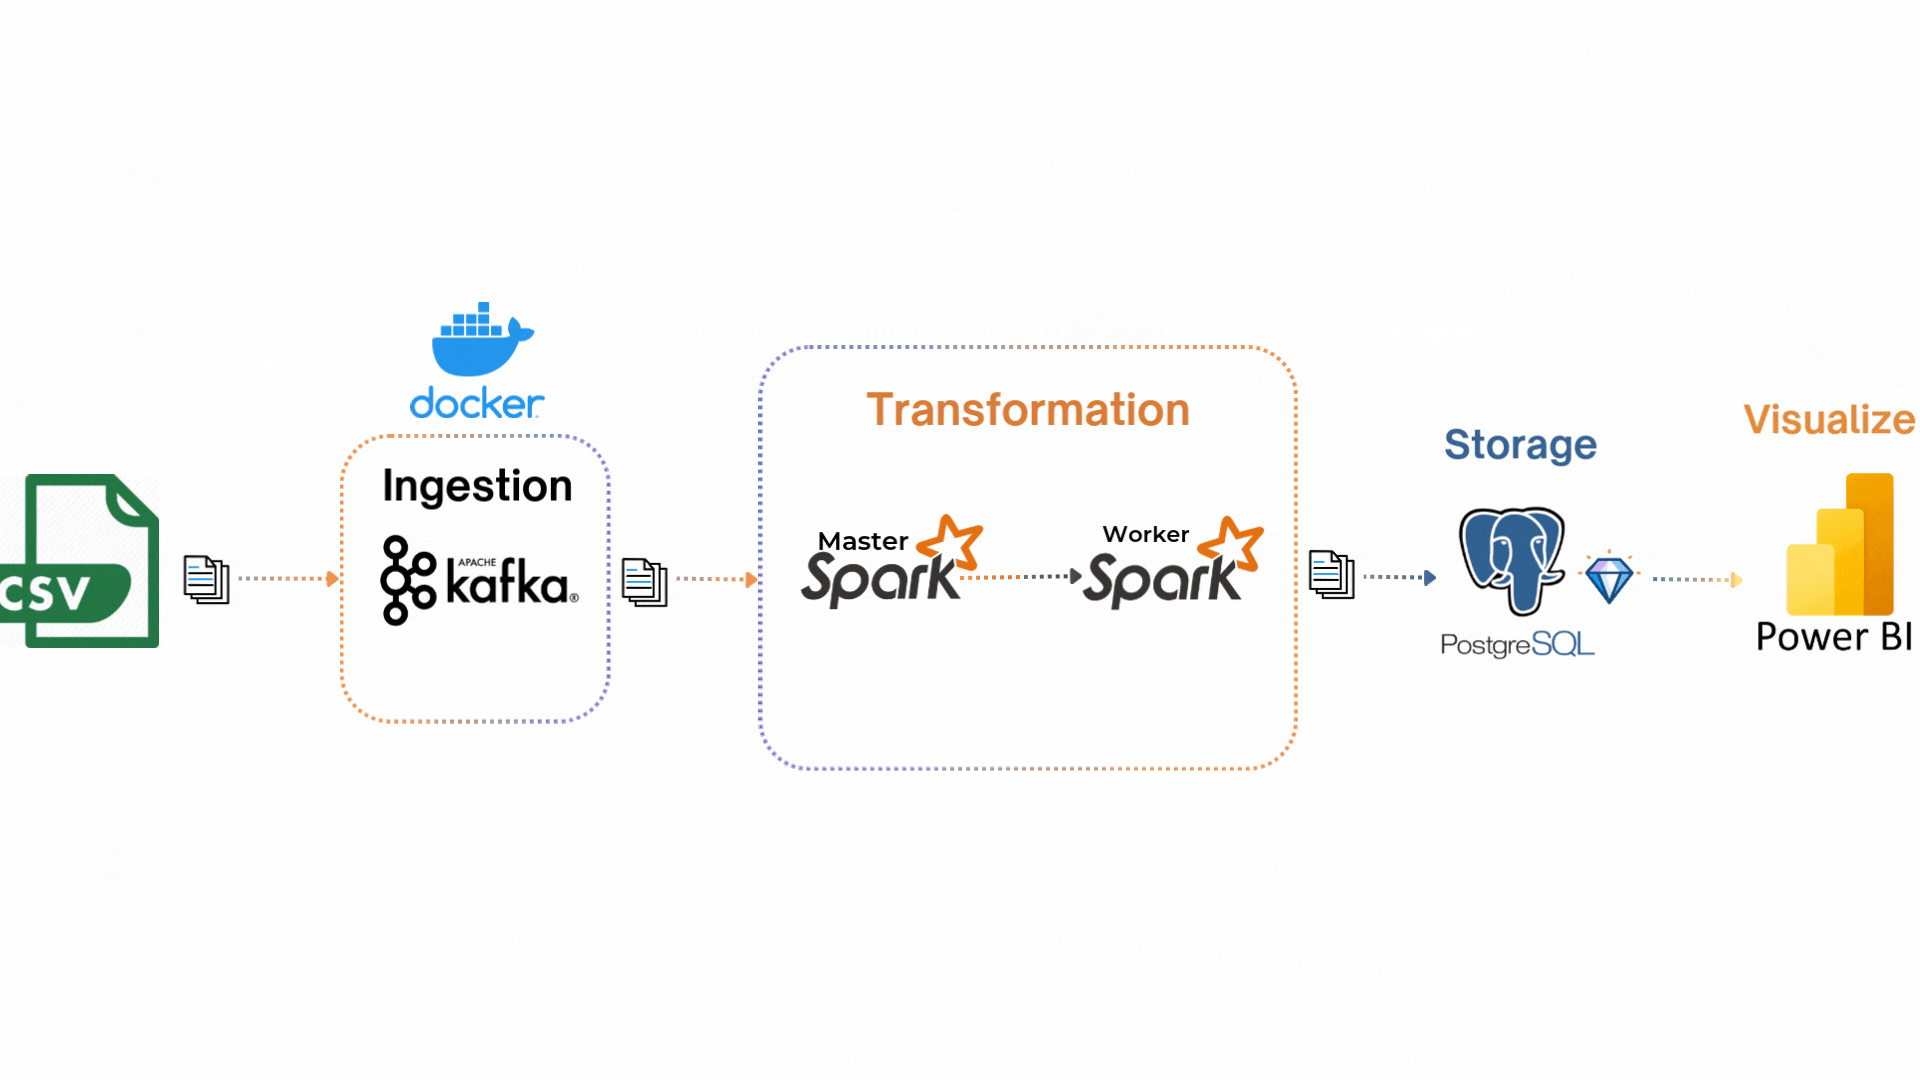 CSV
docker
Ingestion
APACHE
kafka®
Transformation
Master
Spark
Worker
Spark
Storage
PostgreSQL
Visualize
Power BI